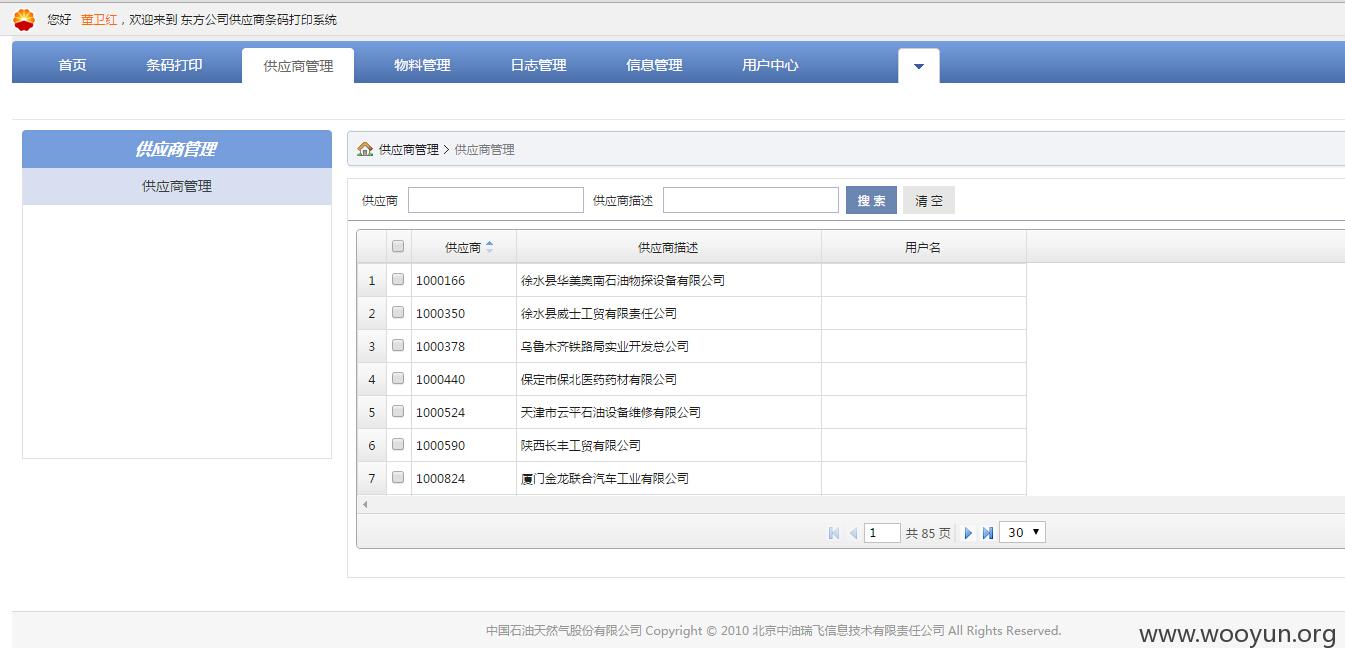 您好 董卫红，欢迎来到 东方公司供应商条码打印系统
首页 条码打印 供应商管理 物料管理 日志管理 信息管理 用户中心
供应商管理
供应商管理
供应商管理 > 供应商管理
供应商 供应商描述 搜 索 清 空
供应商 供应商描述 用户名
1 1000166 徐水县华美奥南石油物探设备有限公司
2 1000350 徐水县威士工贸有限责任公司
3 1000378 乌鲁木齐铁路局实业开发总公司
4 1000440 保定市保北医药药材有限公司
5 1000524 天津市云平石油设备维修有限公司
6 1000590 陕西长丰工贸有限公司
7 1000824 厦门金龙联合汽车工业有限公司
1 共 85 页 30
中国石油天然气股份有限公司 Copyright © 2010 北京中油瑞飞信息技术有限责任公司 All Rights Reserved.
www.wooyun.org